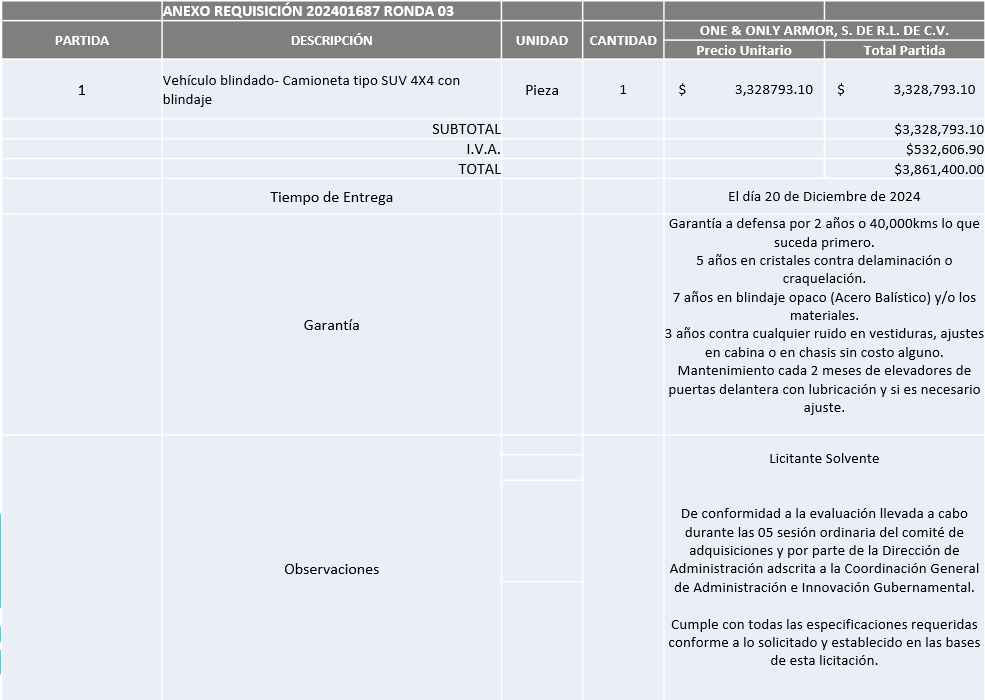 ANEXO REQUISICIÓN 202401687 RONDA 03
PARTIDA DESCRIPCIÓN UNIDAD CANTIDAD ONE & ONLY ARMOR, S. DE R.L. DE C.V.
Precio Unitario Total Partida
1 Vehículo blindado- Camioneta tipo SUV 4X4 con
blindaje
Pieza 1 $ 3,328793.10 $ 3,328,793.10
SUBTOTAL $3,328,793.10
I.V.A. $532,606.90
TOTAL $3,861,400.00
Tiempo de Entrega El día 20 de Diciembre de 2024
Garantía
Garantía a defensa por 2 años o 40,000kms lo que
suceda primero.
5 años en cristales contra delaminación o
craquelación.
7 años en blindaje opaco (Acero Balístico) y/o los
materiales.
3 años contra cualquier ruido en vestiduras, ajustes
en cabina o en chasis sin costo alguno.
Mantenimiento cada 2 meses de elevadores de
puertas delantera con lubricación y si es necesario
ajuste.
Observaciones
Licitante Solvente
De conformidad a la evaluación llevada a cabo
durante las 05 sesión ordinaria del comité de
adquisiciones y por parte de la Dirección de
Administración adscrita a la Coordinación General
de Administración e Innovación Gubernamental.
Cumple con todas las especificaciones requeridas
conforme a lo solicitado y establecido en las bases
de esta licitación.